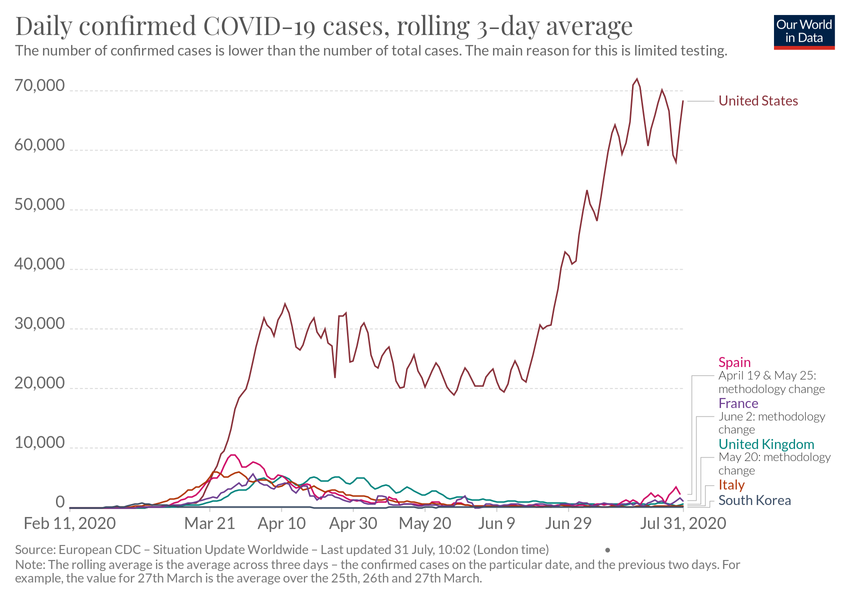 Daily confirmed COVID-19 cases, rolling 3-day average
The number of confirmed cases is lower than the number of total cases. The main reason for this is limited testing.
Our World
in Data
70,000
60,000
50,000
40,000
30,000
20,000
10,000
0
United States
Spain
April 19 & May 25:
methodology change
France
June 2: methodology
change
United Kingdom
May 20: methodology
change
Italy
South Korea
Feb 11, 2020
Mar 21
Apr 10
Apr 30
May 20
Jun 9
Jun 29
Jul 31, 2020
Source: European CDC – Situation Update Worldwide – Last updated 31 July, 10:02 (London time)
Note: The rolling average is the average across three days – the confirmed cases on the particular date, and the previous two days. For
example, the value for 27th March is the average over the 25th, 26th and 27th March.